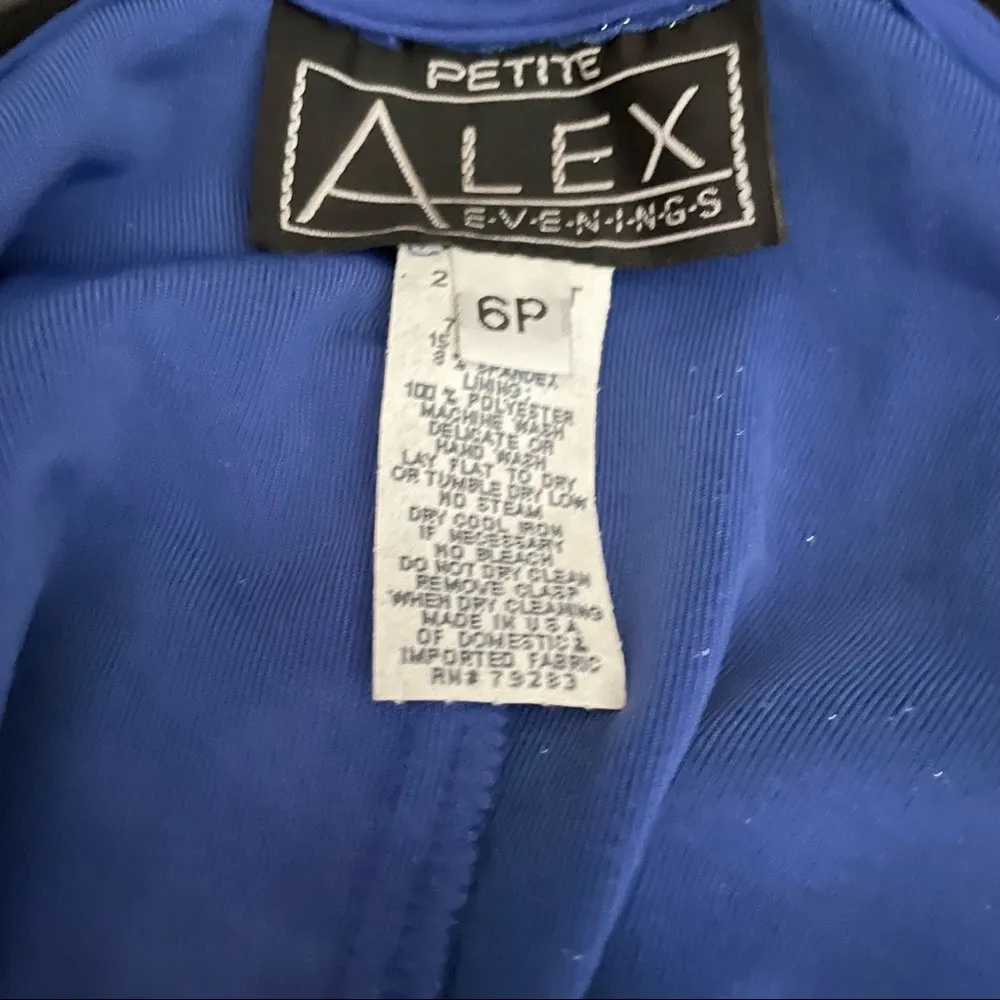 PETITE
ALEX
E·V·E·N·I·N·G·S
2
6P
SPANDEX
LINING:
100 % POLYESTER
MACHINE WASH
DELICATE OR
HAND WASH
LAY FLAT TO DRY
OR TUMBLE DRY LOW
NO STEAM
DRY COOL IRON
IF NECESSARY
NO BLEACH
DO NOT DRY CLEAN
REMOVE CLASP
WHEN DRY CLEANING
MADE IN U S A
OF DOMESTIC &
IMPORTED FABRIC
RN# 79283